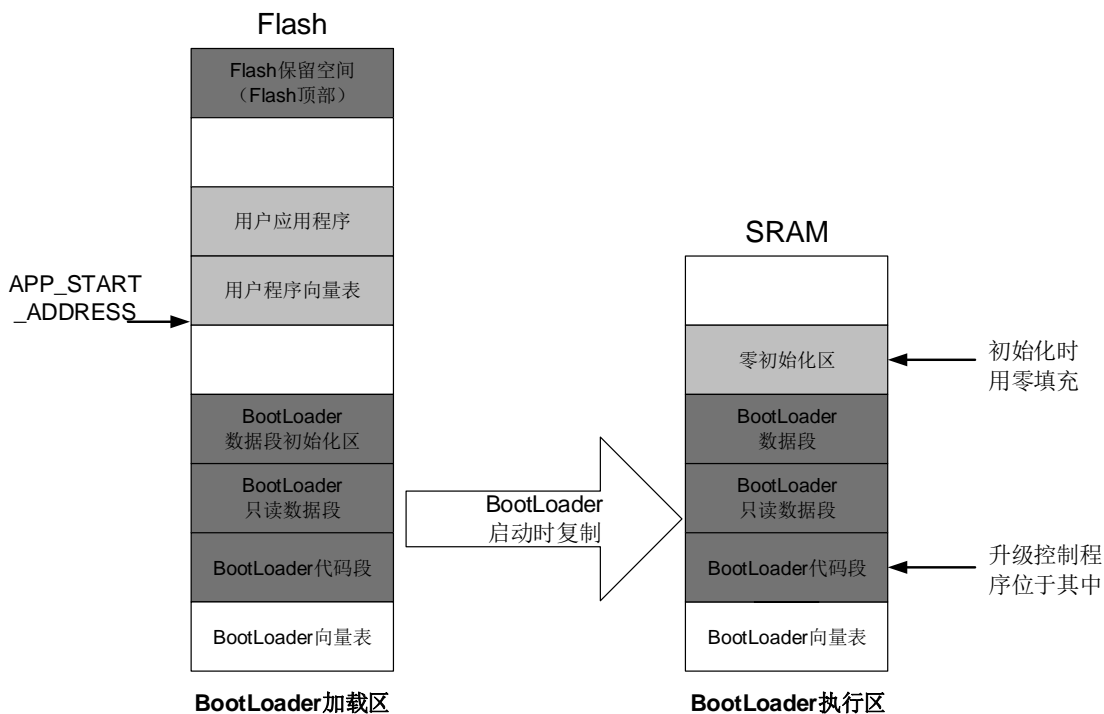 Flash
Flash保留空间
（Flash顶部）
用户应用程序
用户程序向量表
APP_START
_ADDRESS
BootLoader
数据段初始化区
BootLoader
只读数据段
BootLoader代码段
BootLoader向量表
BootLoader加载区
BootLoader
启动时复制
SRAM
零初始化区
初始化时
用零填充
BootLoader
数据段
BootLoader
只读数据段
BootLoader代码段
升级控制程
序位于其中
BootLoader向量表
BootLoader执行区